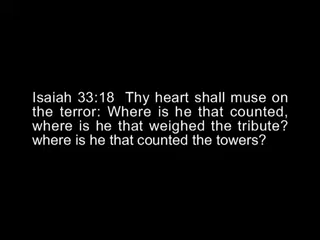 Isaiah 33:18  Thy heart shall muse on
the terror: Where is he that counted,
where is he that weighed the tribute?
where is he that counted the towers?